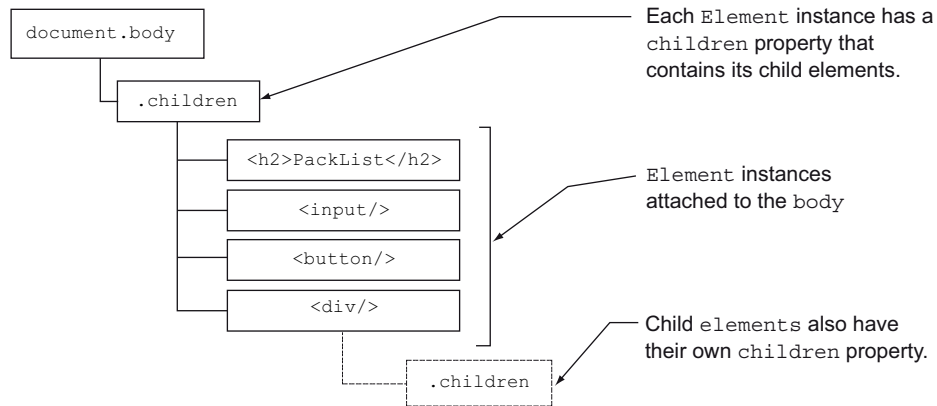 document.body
.children
Each Element instance has a
children property that
contains its child elements.
<h2>PackList</h2>
<input/>
<button/>
<div/>
Element instances
attached to the body
.children
Child elements also have
their own children property.